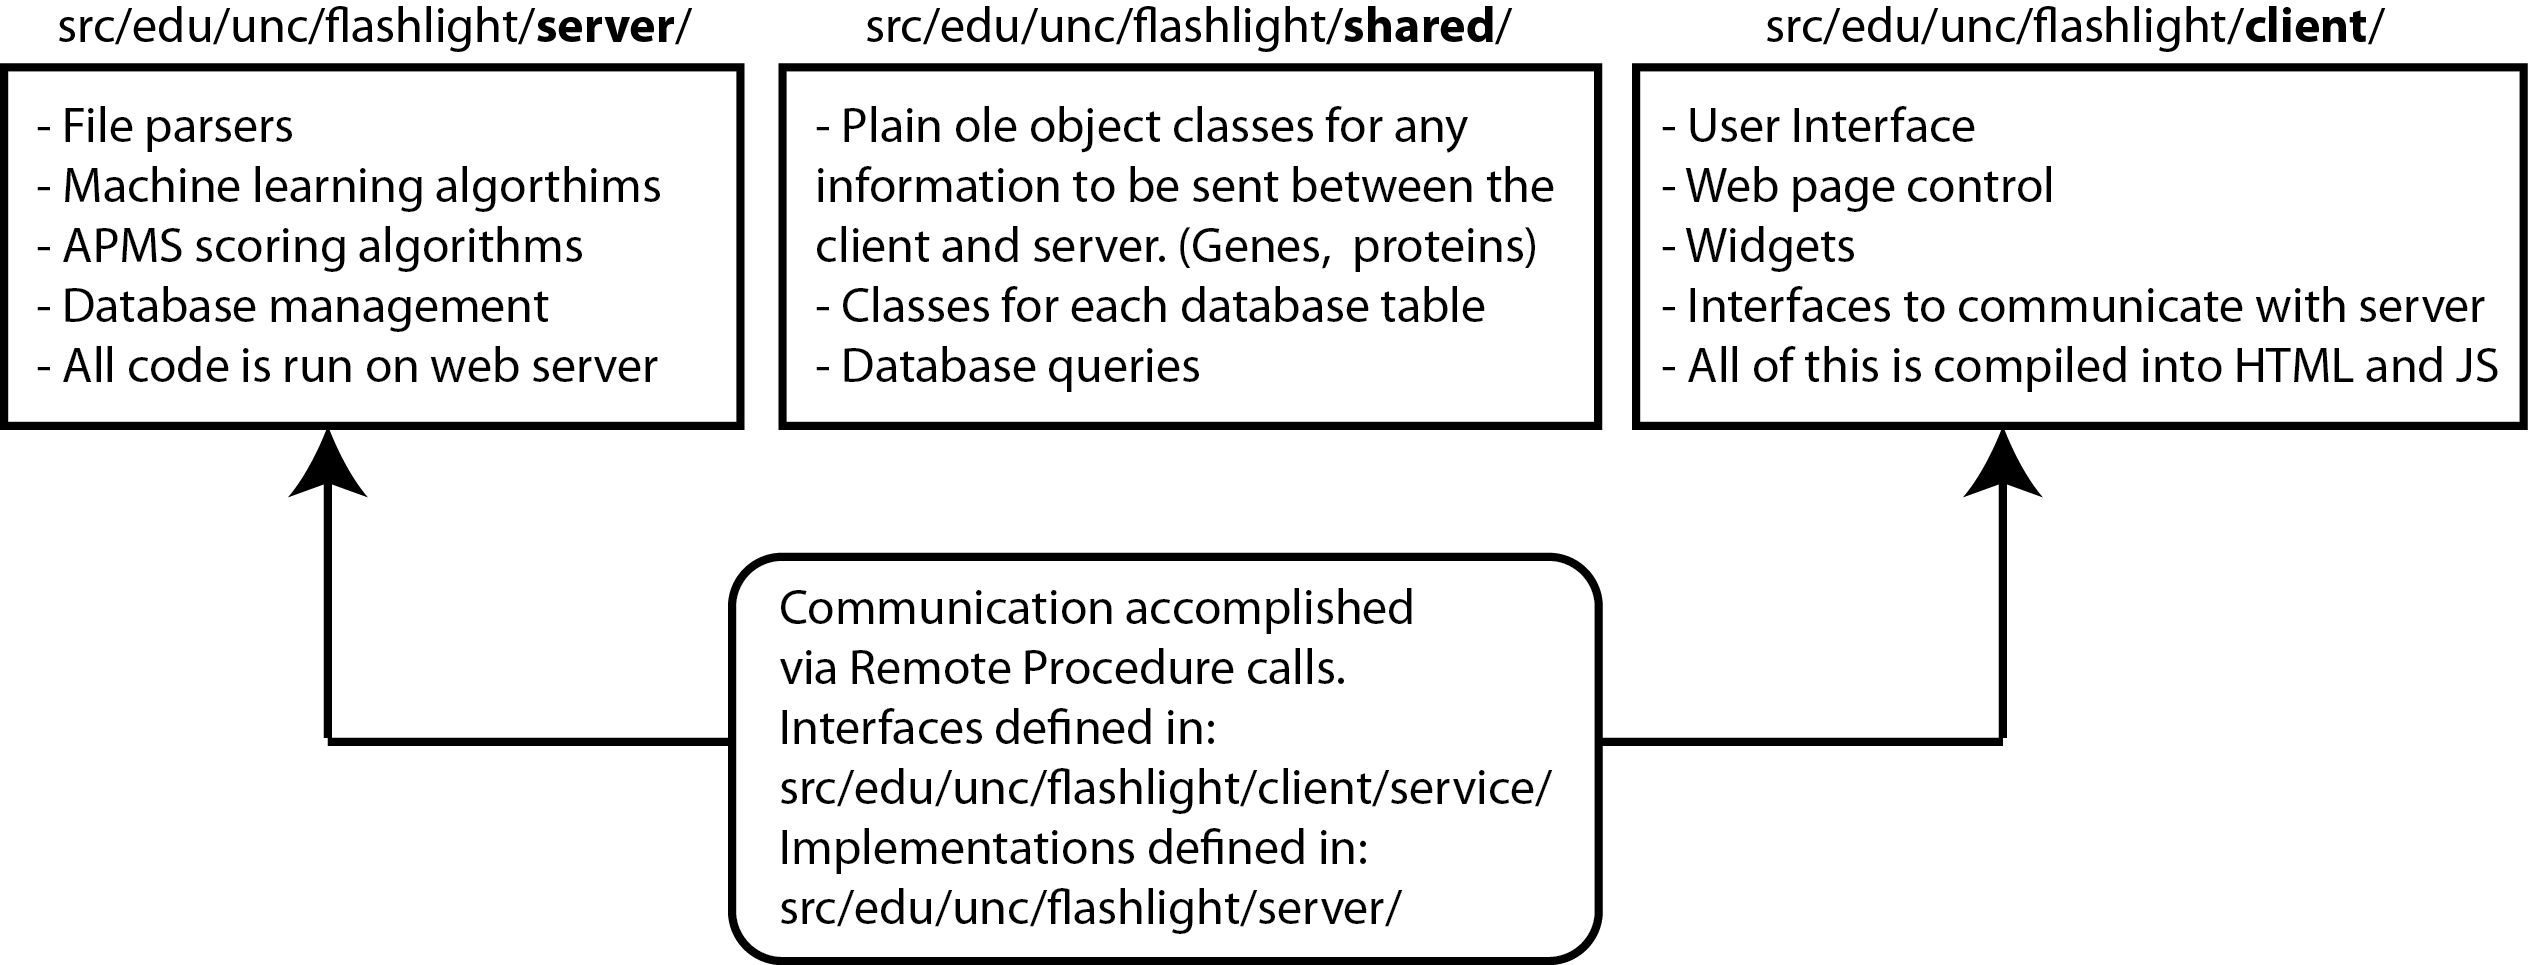 src/edu/unc/flashlight/server/
- File parsers
- Machine learning algorthims
- APMS scoring algorithms
- Database management
- All code is run on web server
src/edu/unc/flashlight/shared/
- Plain ole object classes for any
information to be sent between the
client and server. (Genes,  proteins)
- Classes for each database table
- Database queries
src/edu/unc/flashlight/client/
- User Interface
- Web page control
- Widgets
- Interfaces to communicate with server
- All of this is compiled into HTML and JS
Communication accomplished
via Remote Procedure calls.
Interfaces defined in:
src/edu/unc/flashlight/client/service/
Implementations defined in:
src/edu/unc/flashlight/server/